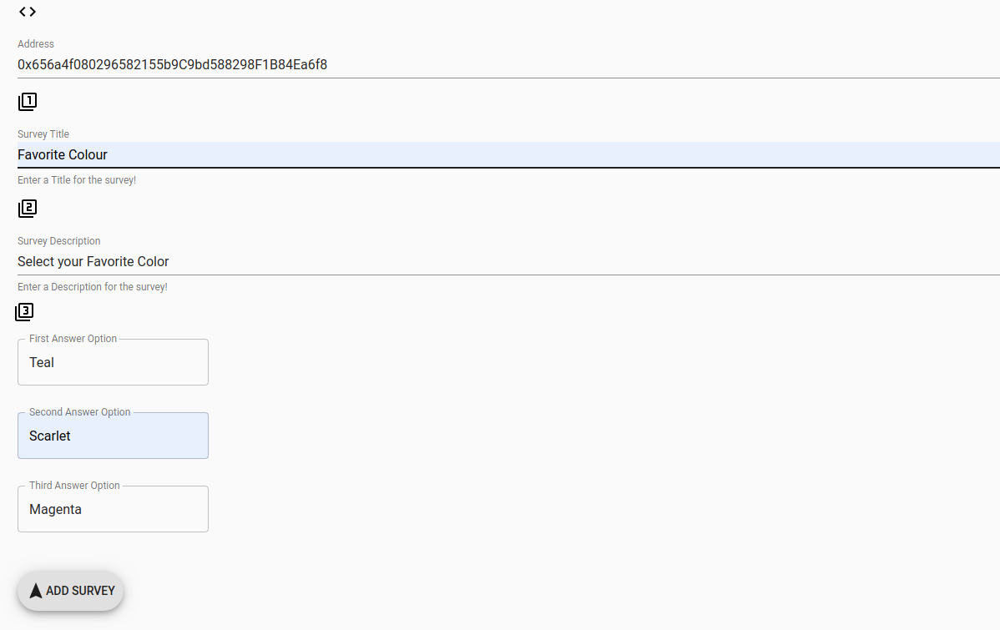 Address
0x656a4f080296582155b9C9bd588298F1B84Ea6f8
1
Survey Title
Favorite Colour
Enter a Title for the survey!
2
Survey Description
Select your Favorite Color
Enter a Description for the survey!
3
First Answer Option
Teal
Second Answer Option
Scarlet
Third Answer Option
Magenta
ADD SURVEY